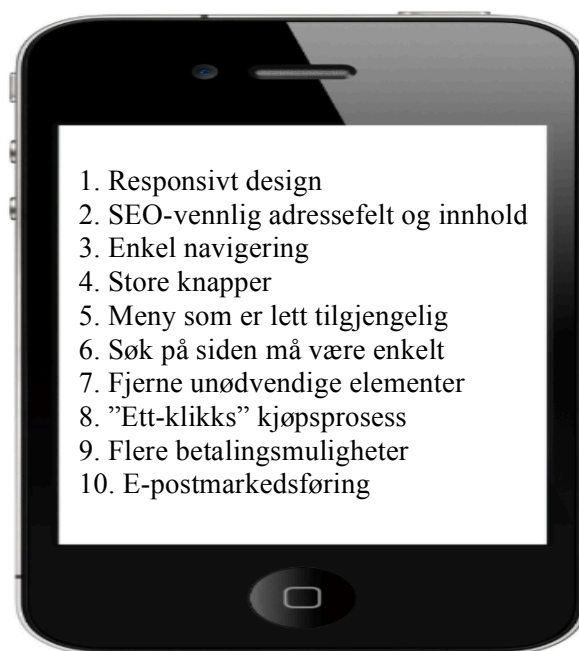 1. Responsivt design
2. SEO-vennlig adressefelt og innhold
3. Enkel navigering
4. Store knapper
5. Meny som er lett tilgjengelig
6. Søk på siden må være enkelt
7. Fjerne unødvendige elementer
8. ”Ett-klikks” kjøpsprosess
9. Flere betalingsmuligheter
10. E-postmarkedsføring